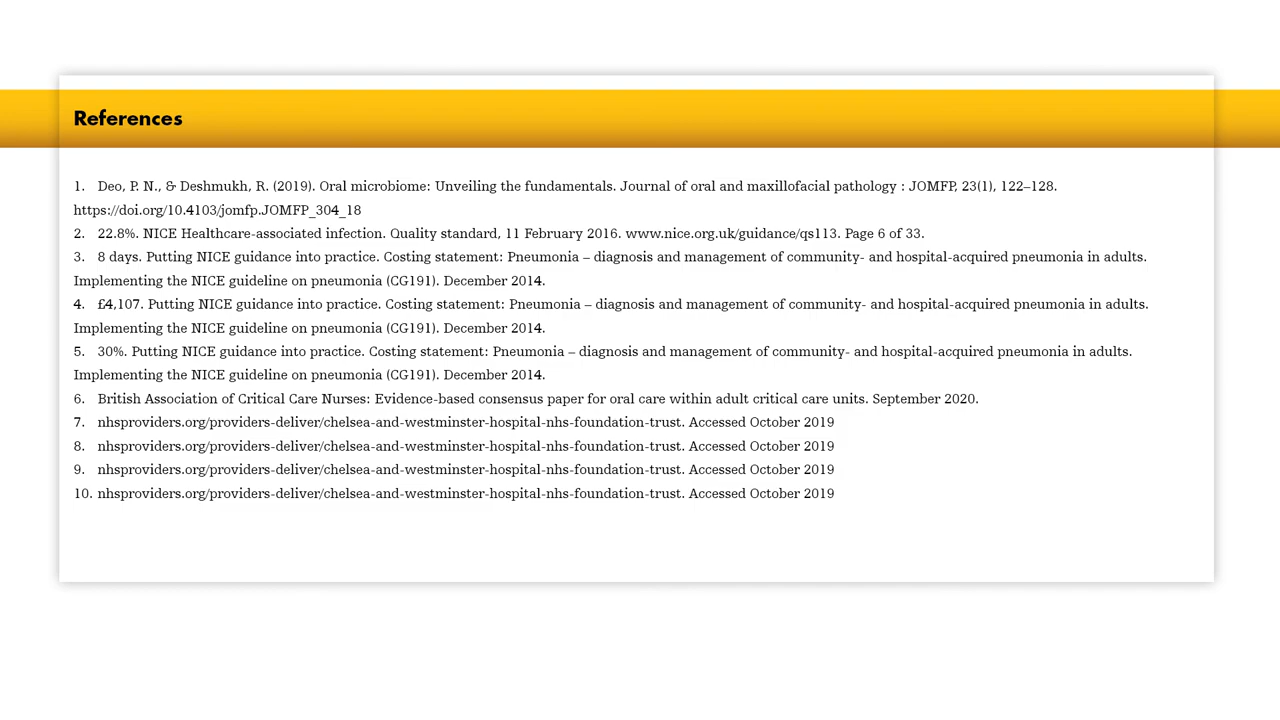 References
1. Deo, P. N., & Deshmukh, R. (2019). Oral microbiome: Unveiling the fundamentals. Journal of oral and maxillofacial pathology : JOMFP, 23(1), 122–128.
https://doi.org/10.4103/jomfp.JOMFP_304_18
2. 22.8%. NICE Healthcare-associated infection. Quality standard, 11 February 2016. www.nice.org.uk/guidance/qs113. Page 6 of 33.
3. 8 days. Putting NICE guidance into practice. Costing statement: Pneumonia – diagnosis and management of community- and hospital-acquired pneumonia in adults.
Implementing the NICE guideline on pneumonia (CG191). December 2014.
4. £4,107. Putting NICE guidance into practice. Costing statement: Pneumonia – diagnosis and management of community- and hospital-acquired pneumonia in adults.
Implementing the NICE guideline on pneumonia (CG191). December 2014.
5. 30%. Putting NICE guidance into practice. Costing statement: Pneumonia – diagnosis and management of community- and hospital-acquired pneumonia in adults.
Implementing the NICE guideline on pneumonia (CG191). December 2014.
6. British Association of Critical Care Nurses: Evidence-based consensus paper for oral care within adult critical care units. September 2020.
7. nhsproviders.org/providers-deliver/chelsea-and-westminster-hospital-nhs-foundation-trust. Accessed October 2019
8. nhsproviders.org/providers-deliver/chelsea-and-westminster-hospital-nhs-foundation-trust. Accessed October 2019
9. nhsproviders.org/providers-deliver/chelsea-and-westminster-hospital-nhs-foundation-trust. Accessed October 2019
10. nhsproviders.org/providers-deliver/chelsea-and-westminster-hospital-nhs-foundation-trust. Accessed October 2019